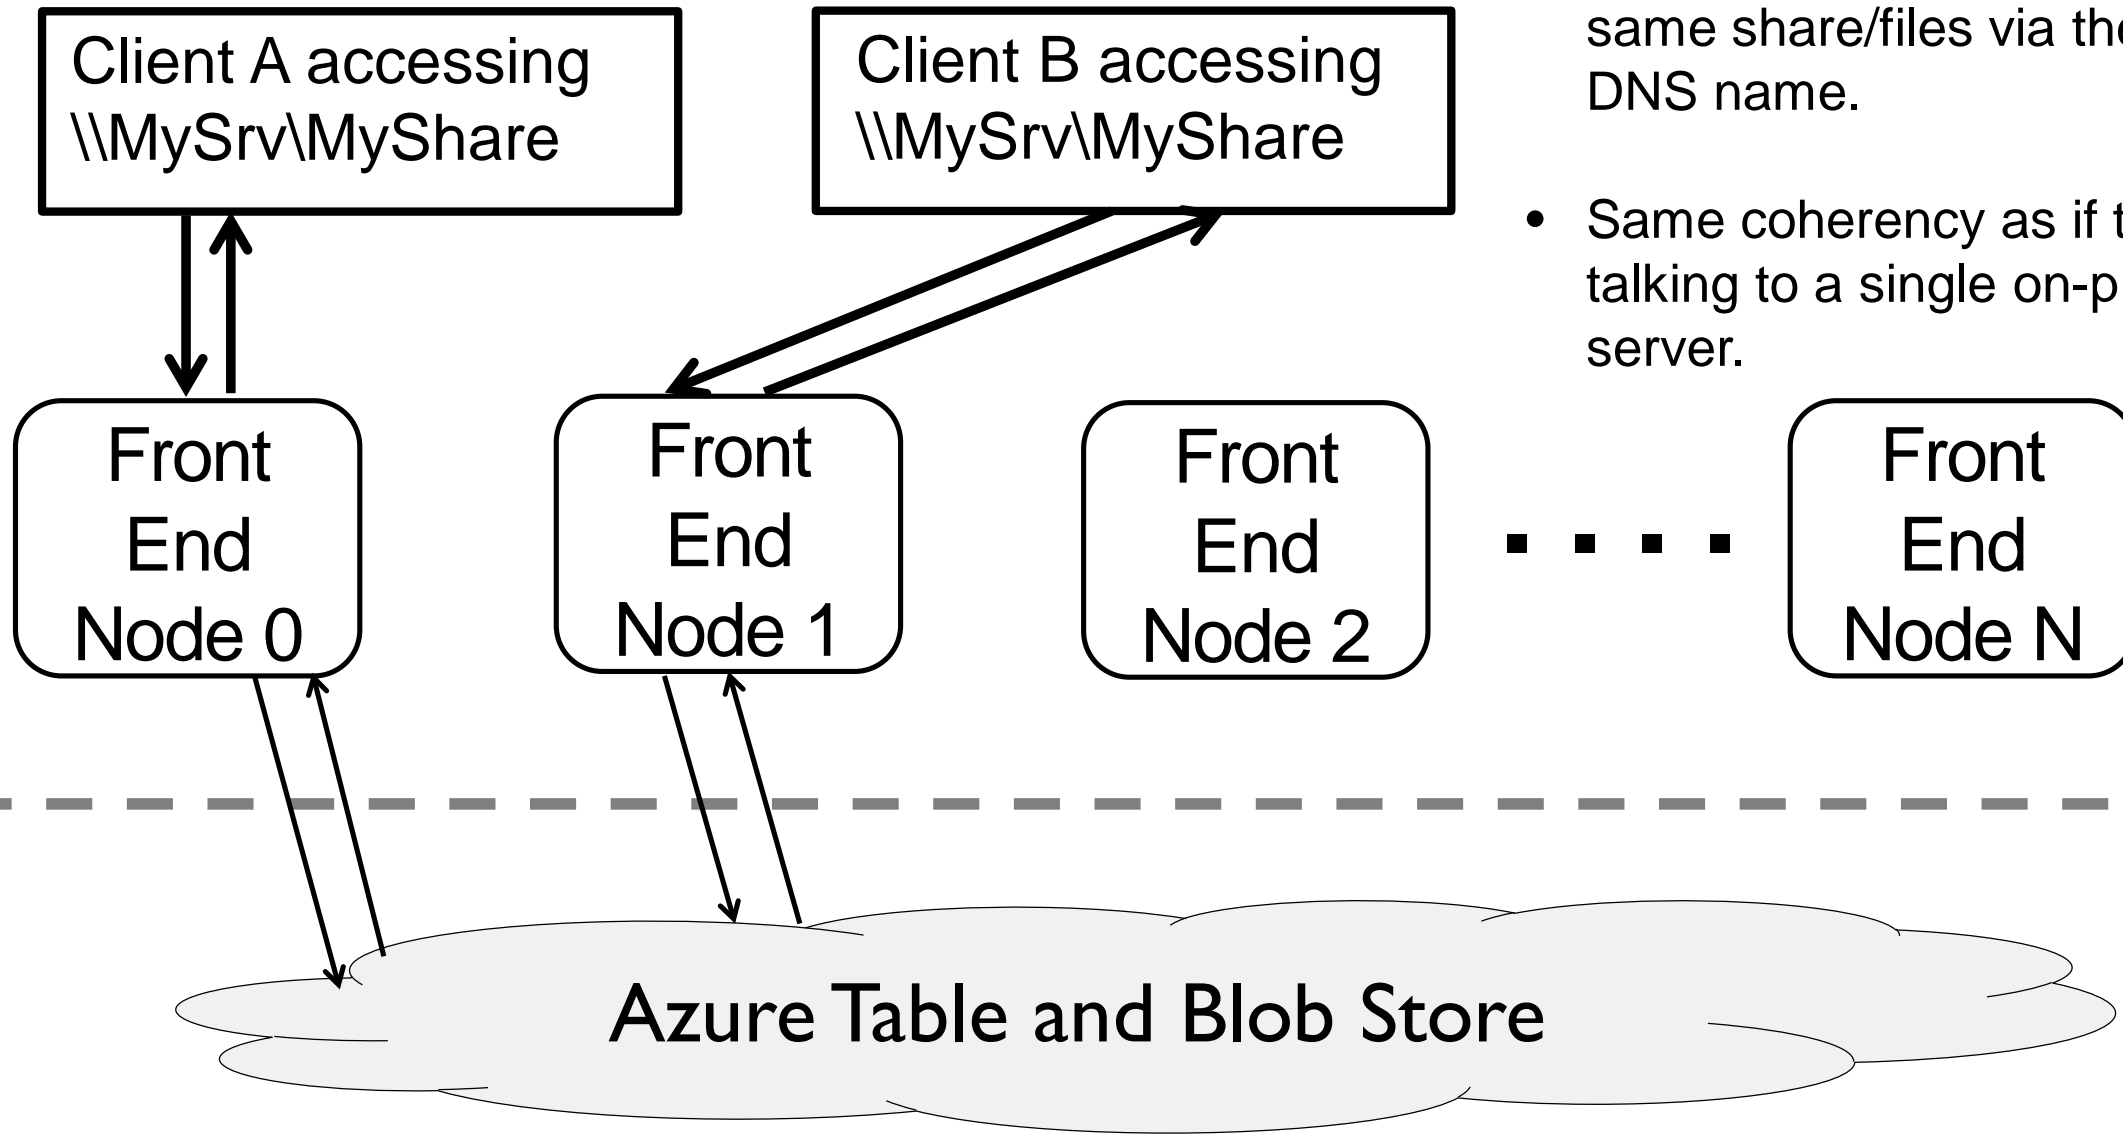 Client A accessing
\\MySrv\MyShare
Client B accessing
\\MySrv\MyShare
same share/files via the
DNS name.
• Same coherency as if
talking to a single
server.
Front
End
Node 0
Front
End
Node 1
Front
End
Node 2
Front
End
Node N
Azure Table and Blob Store